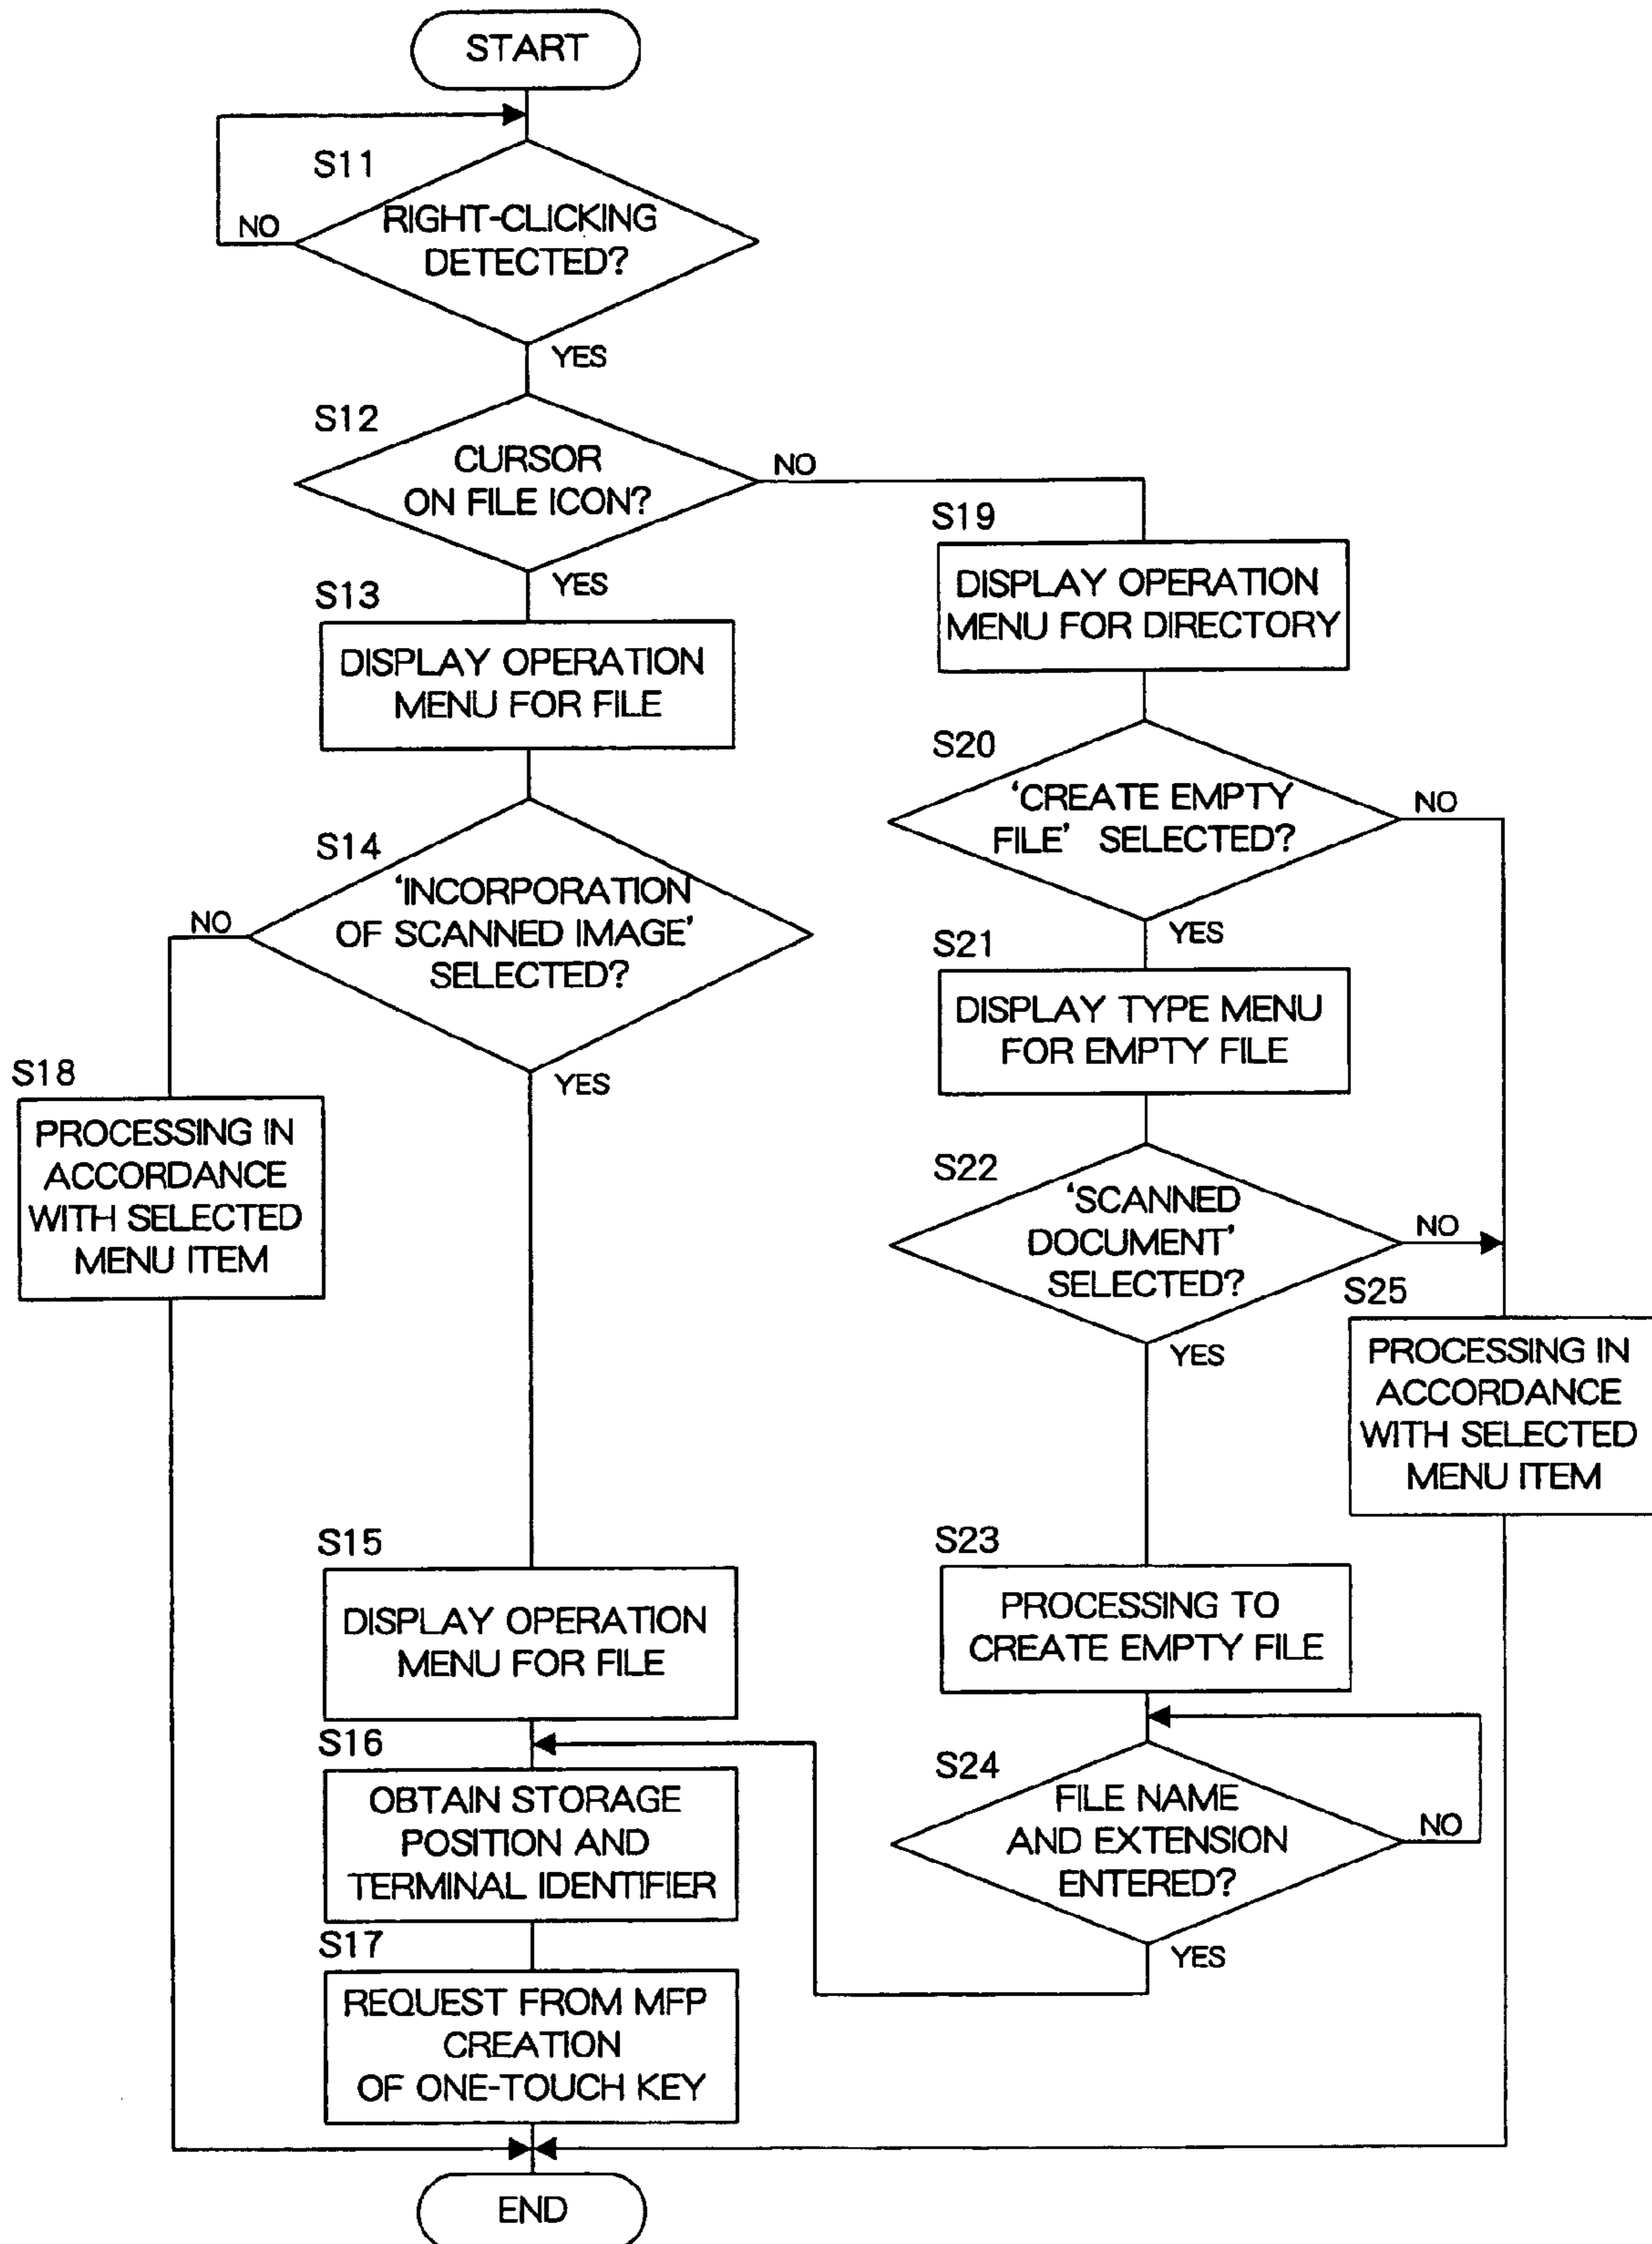 START
S11
RIGHT-CLICKING
DETECTED?
NO
YES
S12
CURSOR
ON FILE ICON?
NO
YES
S13
DISPLAY OPERATION
MENU FOR FILE
S14
'INCORPORATION
OF SCANNED IMAGE'
SELECTED?
NO
YES
S18
PROCESSING IN
ACCORDANCE
WITH SELECTED
MENU ITEM
S15
DISPLAY OPERATION
MENU FOR FILE
S16
OBTAIN STORAGE
POSITION AND
TERMINAL IDENTIFIER
S17
REQUEST FROM MFP
CREATION
OF ONE-TOUCH KEY
END
S19
DISPLAY OPERATION
MENU FOR DIRECTORY
S20
'CREATE EMPTY
FILE' SELECTED?
NO
YES
S21
DISPLAY TYPE MENU
FOR EMPTY FILE
S22
'SCANNED
DOCUMENT'
SELECTED?
NO
YES
S25
PROCESSING IN
ACCORDANCE
WITH SELECTED
MENU ITEM
S23
PROCESSING TO
CREATE EMPTY FILE
S24
FILE NAME
AND EXTENSION
ENTERED?
NO
YES